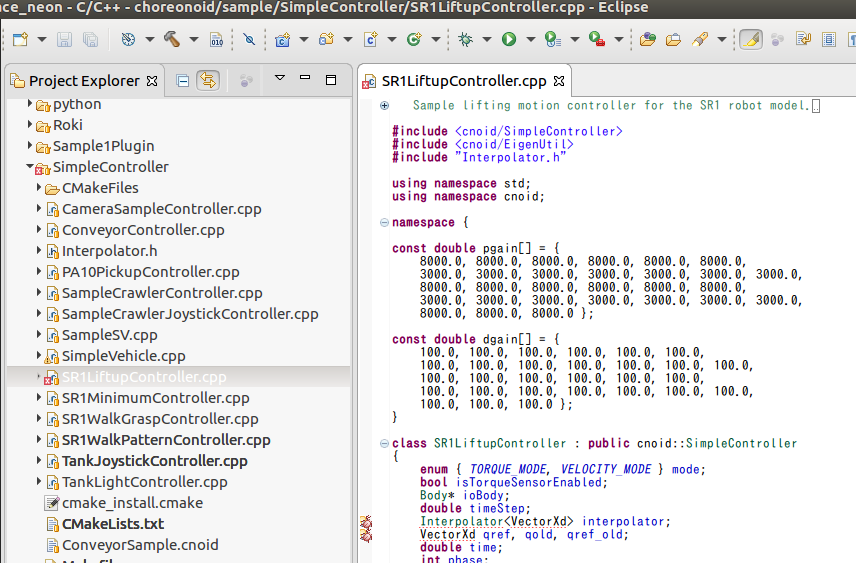 ce_neon - C/C++ - choreonoid/sample/SimpleController/SR1LiftupController.cpp - Eclipse
010
Project Explorer
python
Roki
Sample1Plugin
SimpleController
CMakeFiles
CameraSampleController.cpp
ConveyorController.cpp
Interpolator.h
PA10PickupController.cpp
SampleCrawlerController.cpp
SampleCrawlerJoystickController.cpp
SampleSV.cpp
SimpleVehicle.cpp
SR1LiftupController.cpp
SR1MinimumController.cpp
SR1WalkGraspController.cpp
SR1WalkPatternController.cpp
TankJoystickController.cpp
TankLightController.cpp
cmake_install.cmake
CMakeLists.txt
ConveyorSample.cnoid
SR1LiftupController.cpp
Sample lifting motion controller for the SR1 robot model.
#include <cnoid/SimpleController>
#include <cnoid/EigenUtil>
#include "Interpolator.h"
using namespace std;
using namespace cnoid;
namespace {
const double pgain[] = {
8000.0, 8000.0, 8000.0, 8000.0, 8000.0, 8000.0,
3000.0, 3000.0, 3000.0, 3000.0, 3000.0, 3000.0, 3000.0,
8000.0, 8000.0, 8000.0, 8000.0, 8000.0, 8000.0,
3000.0, 3000.0, 3000.0, 3000.0, 3000.0, 3000.0, 3000.0,
8000.0, 8000.0, 8000.0 };
const double dgain[] = {
100.0, 100.0, 100.0, 100.0, 100.0, 100.0,
100.0, 100.0, 100.0, 100.0, 100.0, 100.0, 100.0,
100.0, 100.0, 100.0, 100.0, 100.0, 100.0,
100.0, 100.0, 100.0, 100.0, 100.0, 100.0, 100.0,
100.0, 100.0, 100.0 };
}
class SR1LiftupController : public cnoid::SimpleController
{
enum { TORQUE_MODE, VELOCITY_MODE } mode;
bool isTorqueSensorEnabled;
Body* ioBody;
double timeStep;
Interpolator<VectorXd> interpolator;
VectorXd qref, qold, qref_old;
double time;
int phase;